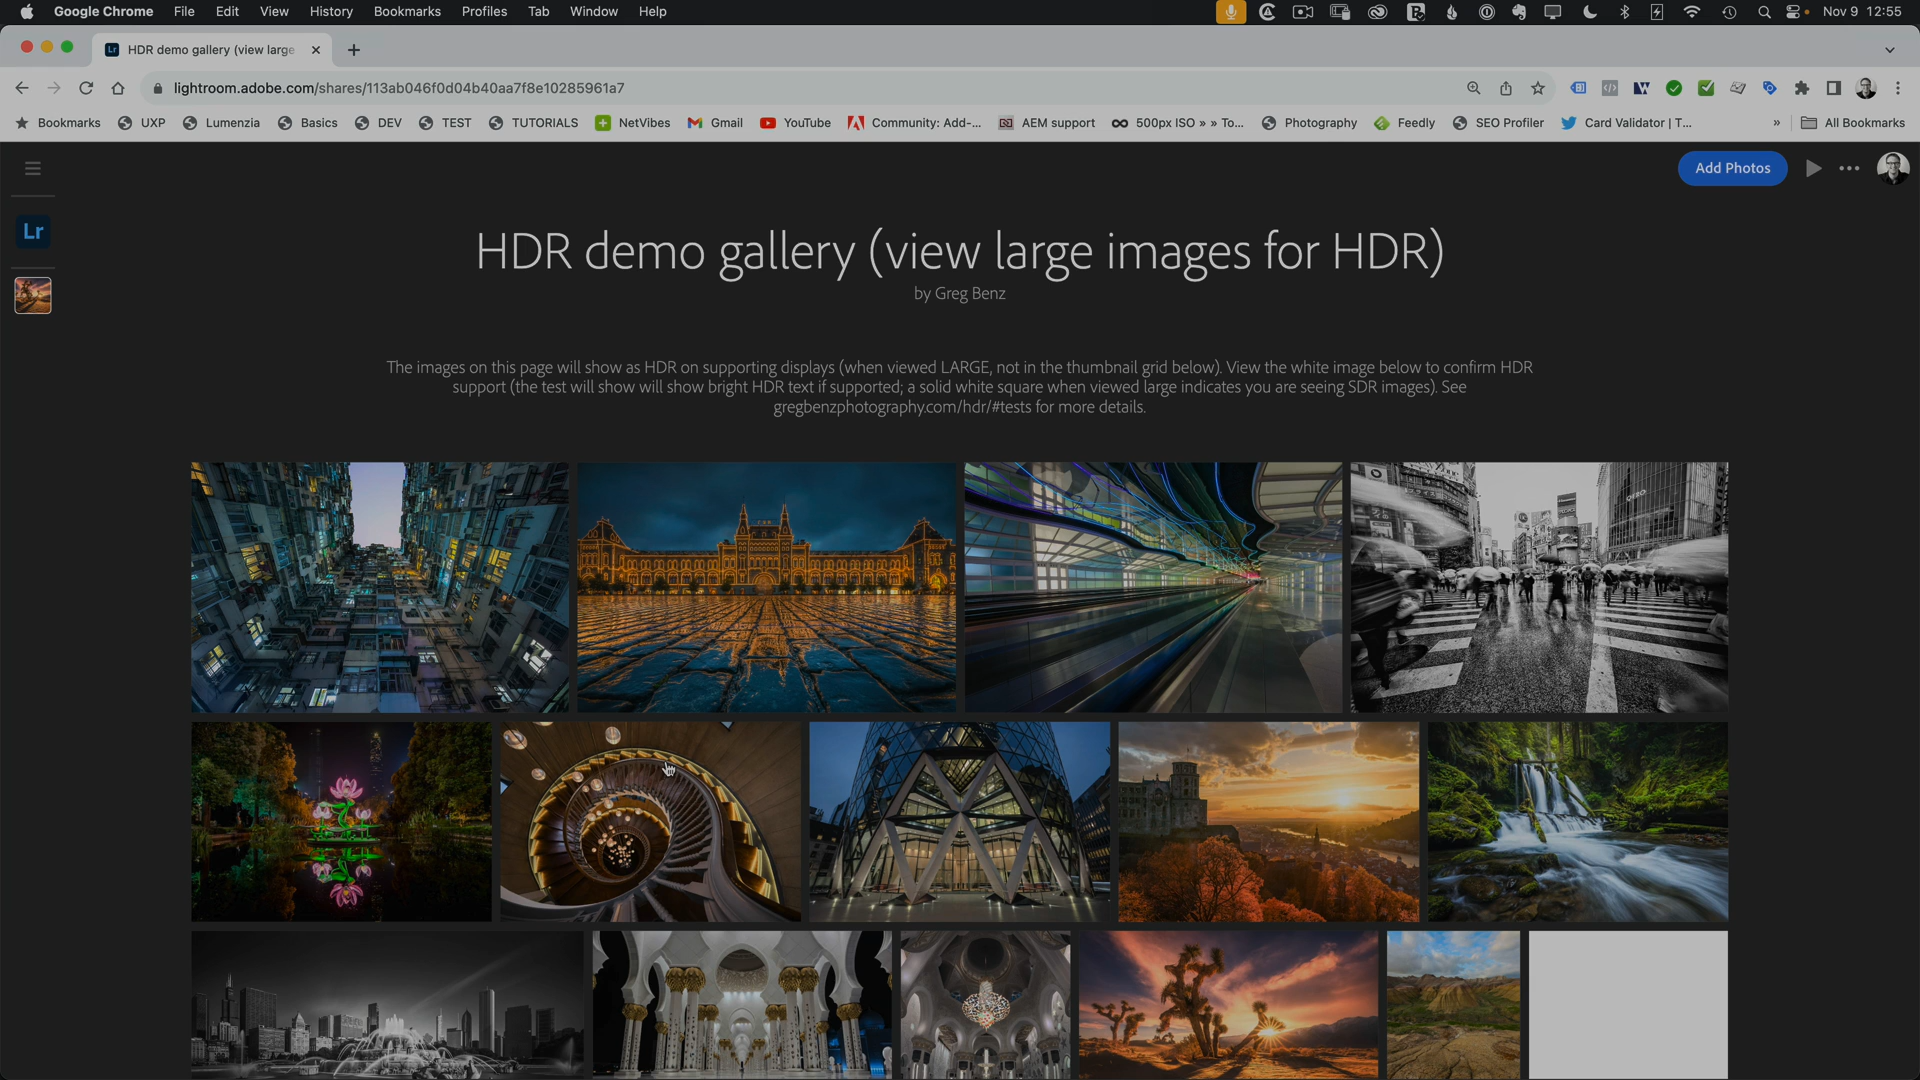 Google Chrome File Edit View History Bookmarks Profiles Tab Window Help Nov 9 12:55
HDR demo gallery (view large
lightroom.adobe.com/shares/113ab046f0d04b40aa7f8e10285961a7
Bookmarks UXP Lumenzia Basics DEV TEST TUTORIALS NetVibes Gmail YouTube Community: Add-... AEM support 500px ISO » » To... Photography Feedly SEO Profiler Card Validator | T... » All Bookmarks
Add Photos
Lr
HDR demo gallery (view large images for HDR)
by Greg Benz
The images on this page will show as HDR on supporting displays (when viewed LARGE, not in the thumbnail grid below). View the white image below to confirm HDR
support (the test will show will show bright HDR text if supported; a solid white square when viewed large indicates you are seeing SDR images). See
gregbenzphotography.com/hdr/#tests for more details.